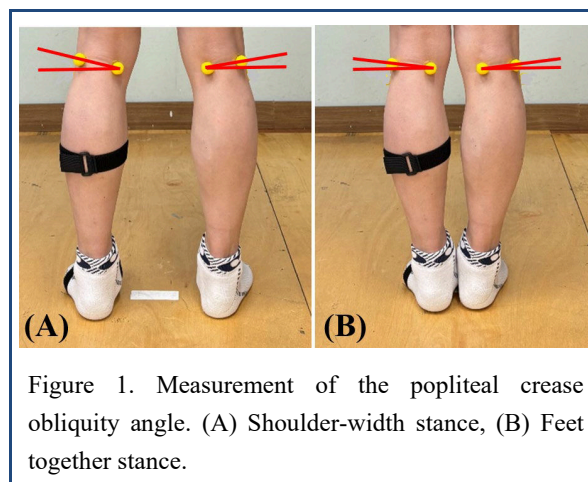 (A)
(B)
Figure 1. Measurement of the popliteal crease
obliquity angle. (A) Shoulder-width stance, (B) Feet
together stance.